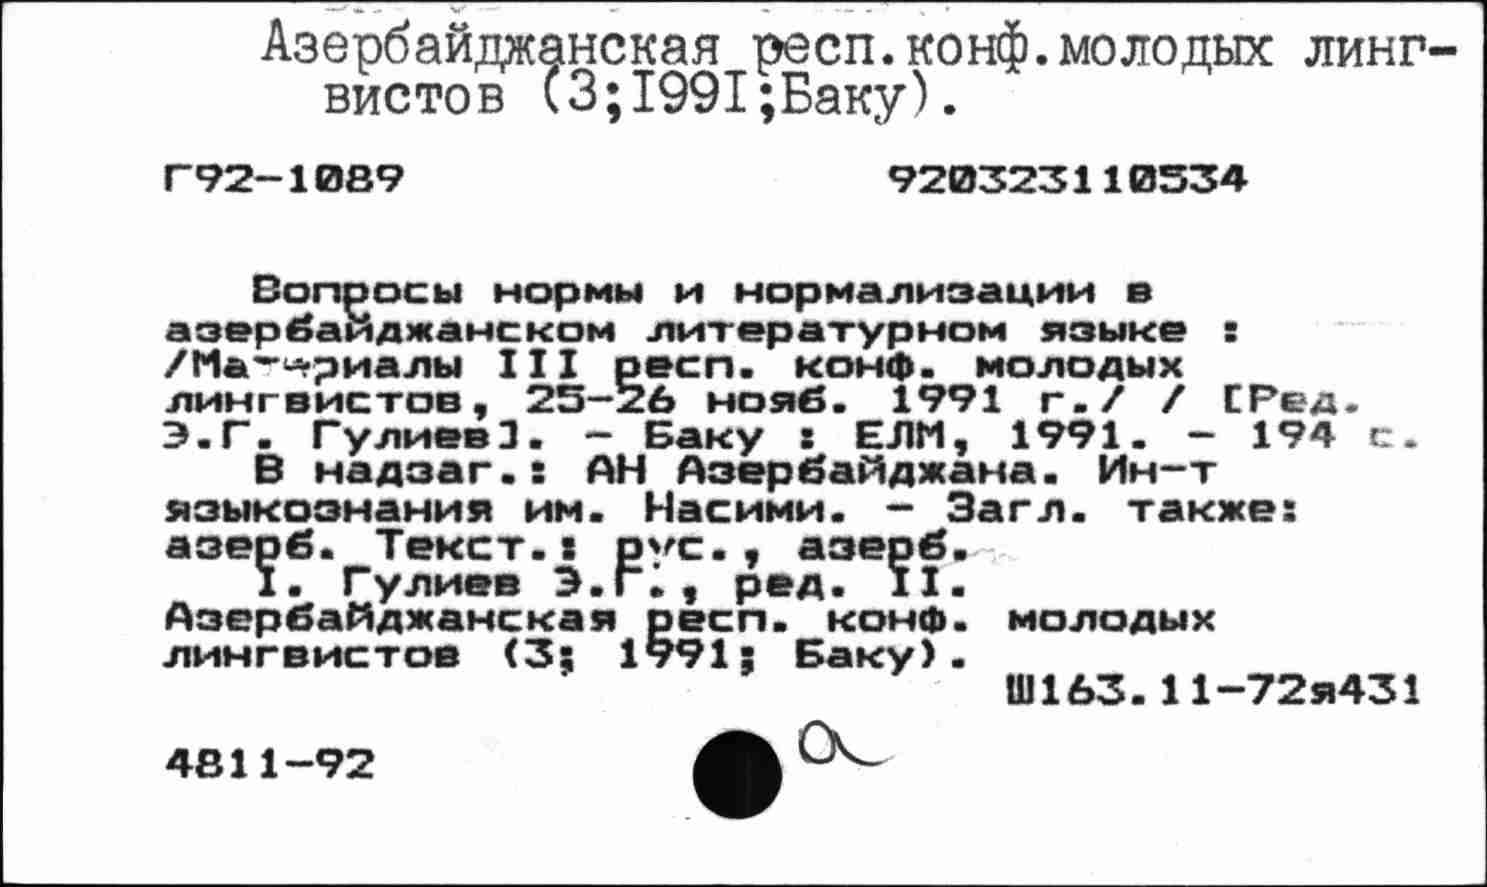 Азербайджанская респ.конф.молодых линг-
вистов (3;I99I;Баку).
Г92-1089 920323110534
Вопросы нормы и нормализации в
азербайджанском литературном языке :
/Материалы III респ. конф. молодых
лингвистов, 25-26 нояб. 1991 г./ / [Ред.
Э.Г. Гулиев]. - Баку : ЕЛМ, 1991. - 194 с.
В надзаг.: АН Азербайджана. Ин-т
языкознания им. Насими. - Загл. также:
азерб. Текст.: рус., азерб.
I. Гулиев Э.Г., ред. II.
Азербайджанская респ. конф. молодых
лингвистов (3; 1991; Баку).
Ш163.11-72я431
4811-92
а